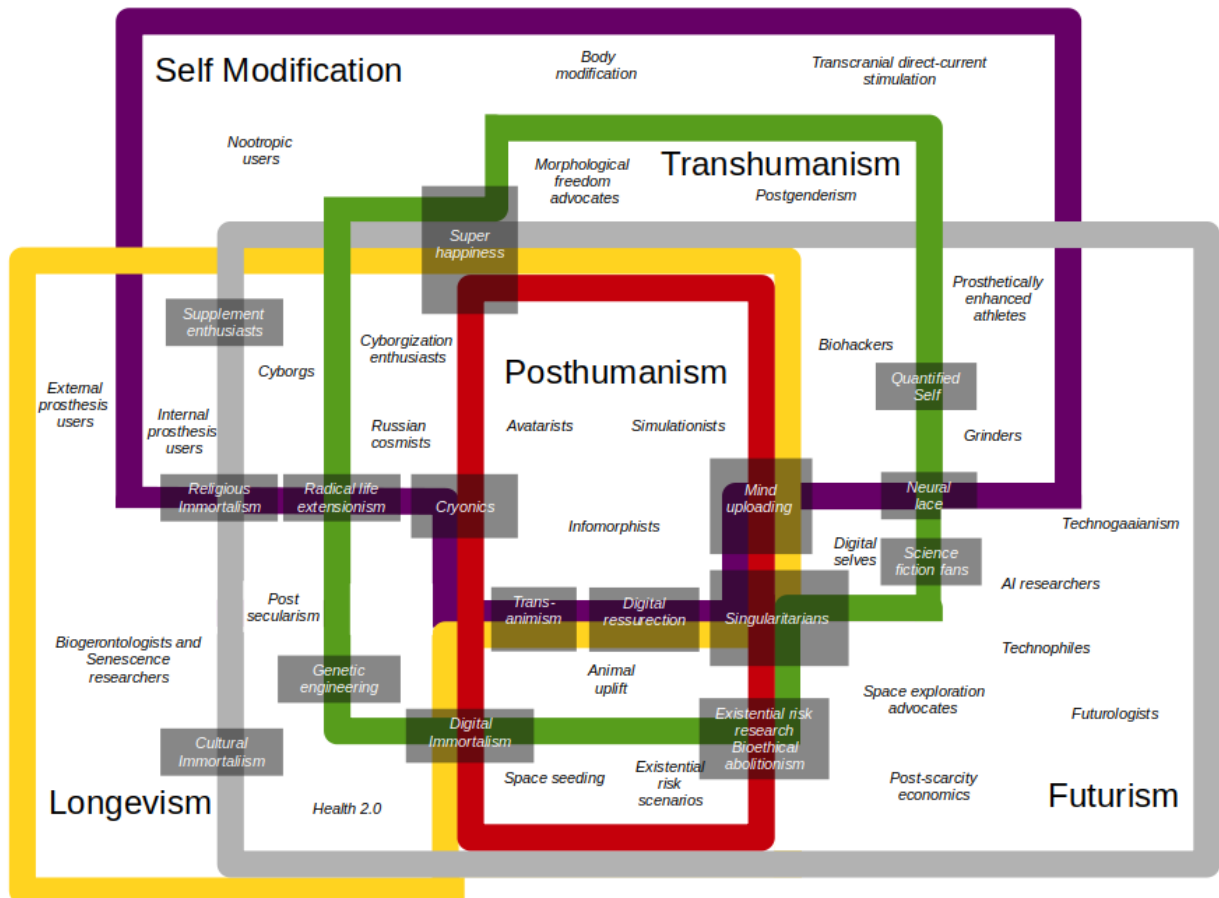 Self Modification
Body
modification
Transcranial direct-current
stimulation
Nootropic
users
Morphological
freedom
advocates
Transhumanism
Postgenderism
Super
happiness
Supplement
enthusiasts
Cyborgs
Cyborgization
enthusiasts
Prosthetically
enhanced
athletes
Biohackers
Quantified
Self
Posthumanism
External
prosthesis
users
Internal
prosthesis
users
Russian
cosmists
Avatarists
Simulationists
Grinders
Religious
Immortalism
Radical life
extensionism
Cryonics
Mind
uploading
Neural
lace
Infomorphists
Technogaaianism
Digital
selves
Science
fiction fans
AI researchers
Post
secularism
Trans-
animism
Digital
ressurection
Singularitarians
Biogerontologists and
Senescence
researchers
Technophiles
Genetic
engineering
Animal
uplift
Space exploration
advocates
Futurologists
Cultural
Immortaliism
Digital
Immortalism
Existential risk
research
Bioethical
abolitionism
Space seeding
Existential
risk
scenarios
Post-scarcity
economics
Longevism
Health 2.0
Futurism